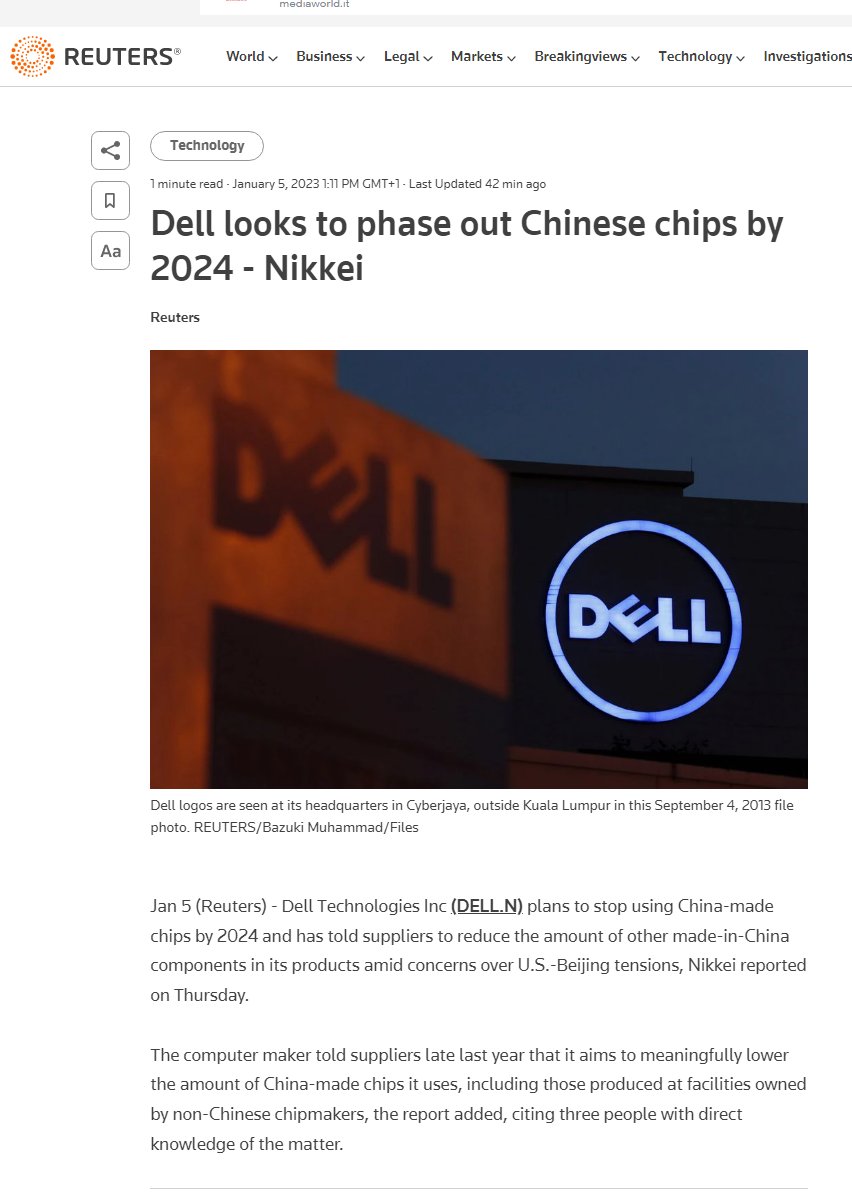 mediaworld.it
REUTERS®
World Business Legal Markets Breakingviews Technology Investigations
Technology
1 minute read · January 5, 2023 1:11 PM GMT+1 · Last Updated 42 min ago
Aa
Dell looks to phase out Chinese chips by
2024 - Nikkei
Reuters
DELL
DELL
Dell logos are seen at its headquarters in Cyberjaya, outside Kuala Lumpur in this September 4, 2013 file
photo. REUTERS/Bazuki Muhammad/Files
Jan 5 (Reuters) - Dell Technologies Inc (DELL.N) plans to stop using China-made
chips by 2024 and has told suppliers to reduce the amount of other made-in-China
components in its products amid concerns over U.S.-Beijing tensions, Nikkei reported
on Thursday.
The computer maker told suppliers late last year that it aims to meaningfully lower
the amount of China-made chips it uses, including those produced at facilities owned
by non-Chinese chipmakers, the report added, citing three people with direct
knowledge of the matter.